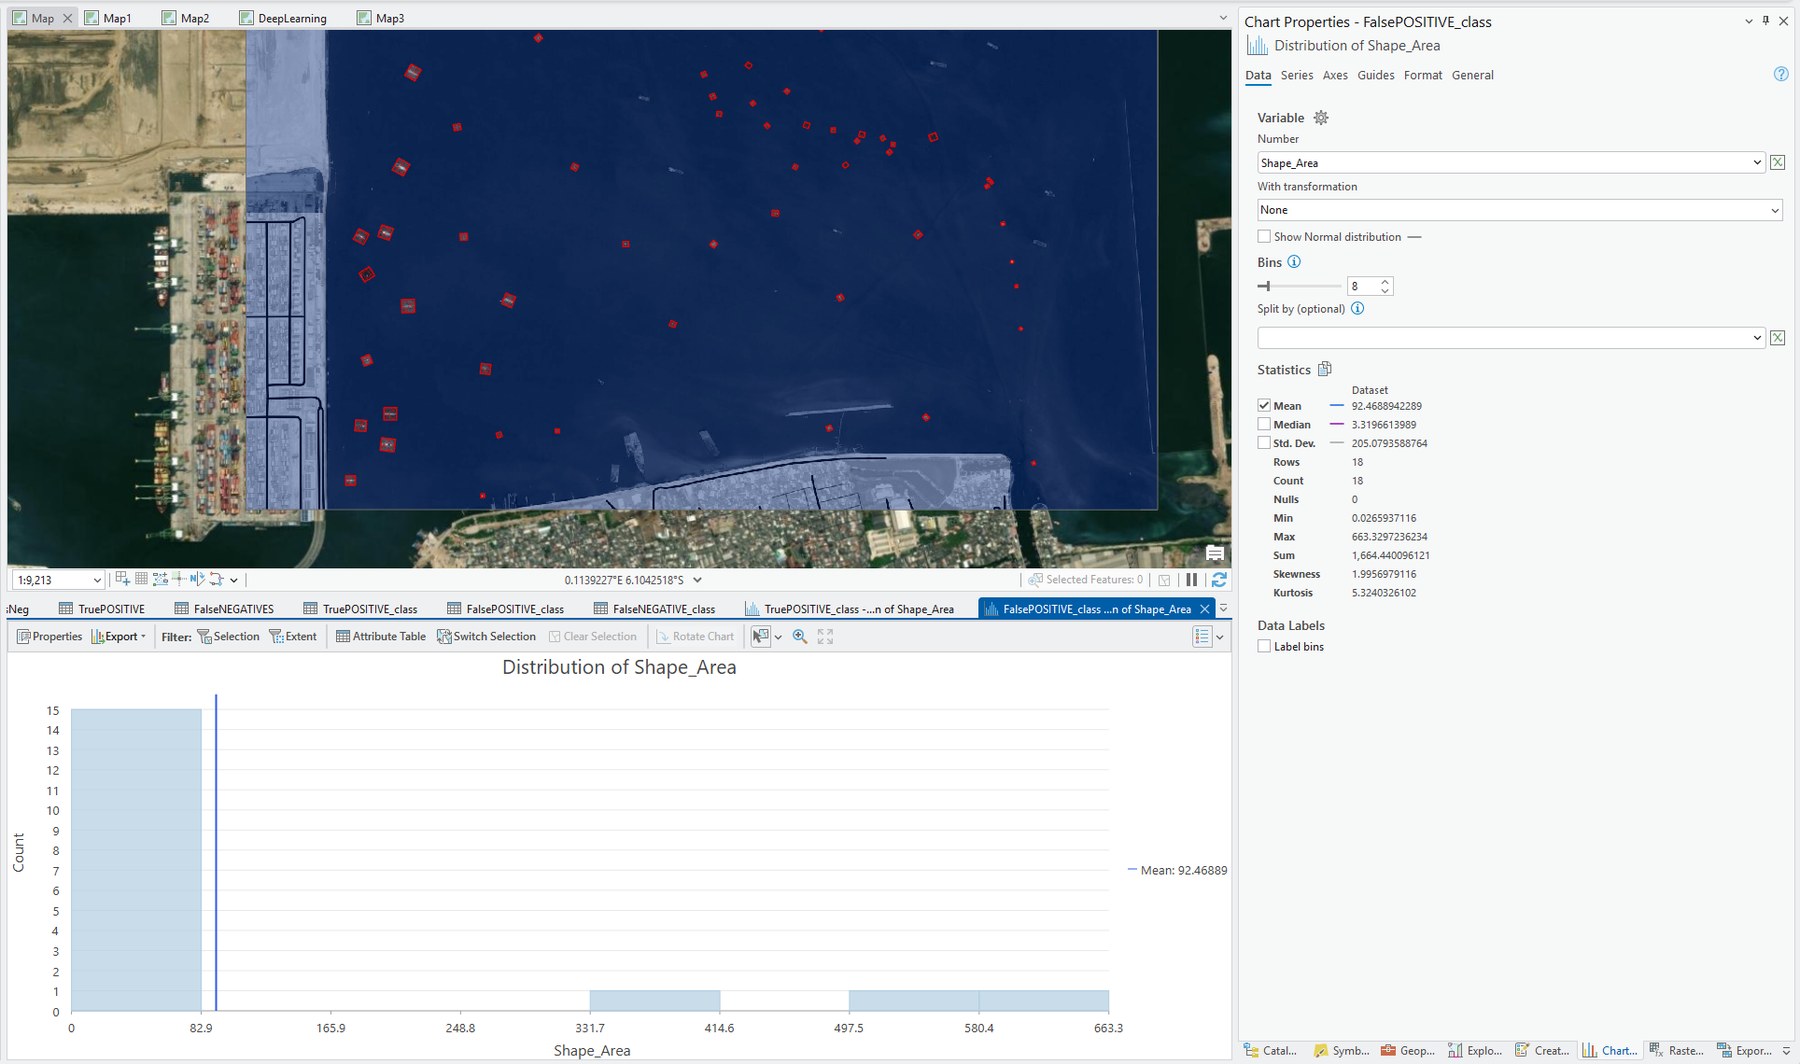 Map
Map1
Map2
DeepLearning
Map3
Chart Properties - FalsePOSITIVE_class
Distribution of Shape_Area
Data Series Axes Guides Format General
Variable
Number
Shape_Area
With transformation
None
Show Normal distribution
Bins
8
Split by (optional)
Statistics
Dataset
Mean 92.4688942289
Median 3.3196613989
Std. Dev. 205.0793588764
Rows 18
Count 18
Nulls 0
Min 0.0265937116
Max 663.3297236234
Sum 1,664.440096121
Skewness 1.9956979116
Kurtosis 5.3240326102
Data Labels
Label bins
1:9,213
0.1139227°E 6.1042518°S
Selected Features: 0
sNeg
TruePOSITIVE
FalseNEGATIVES
TruePOSITIVE_class
FalsePOSITIVE_class
FalseNEGATIVE_class
TruePOSITIVE_class -...n of Shape_Area
FalsePOSITIVE_class ...n of Shape_Area
Properties Export Filter: Selection Extent Attribute Table Switch Selection Clear Selection Rotate Chart
Distribution of Shape_Area
15
14
13
12
11
10
9
8
7
6
5
4
3
2
1
0
Count
Mean: 92.46889
0 82.9 165.9 248.8 331.7 414.6 497.5 580.4 663.3
Shape_Area
Catal... Symb... Geop... Explo... Creat... Chart... Raste... Expor...